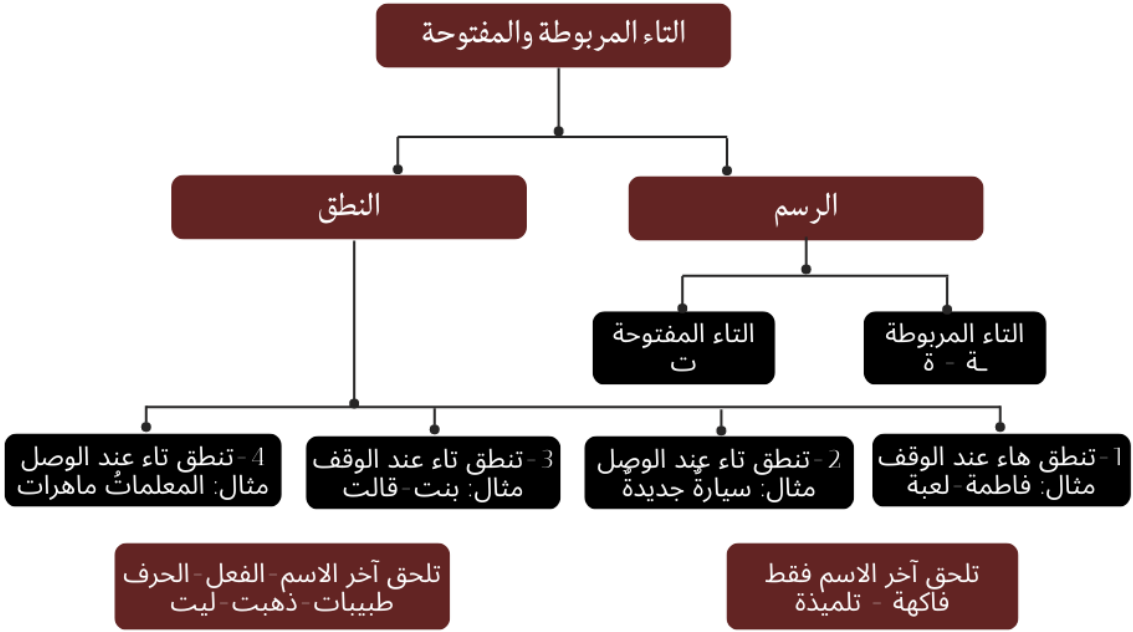 التاء المربوطة والمفتوحة
الرسم
النطق
التاء المربوطة
ـة - ة
التاء المفتوحة
ت
1-تنطق هاء عند الوقف
مثال: فاطمة-لعبة
2-تنطق تاء عند الوصل
مثال: سيارةٌ جديدةٌ
3-تنطق تاء عند الوقف
مثال: بنت-قالت
4-تنطق تاء عند الوصل
مثال: المعلماتُ ماهرات
تلحق آخر الاسم فقط
فاكهة - تلميذة
تلحق آخر الاسم-الفعل-الحرف
طبيبات-ذهبت-ليت